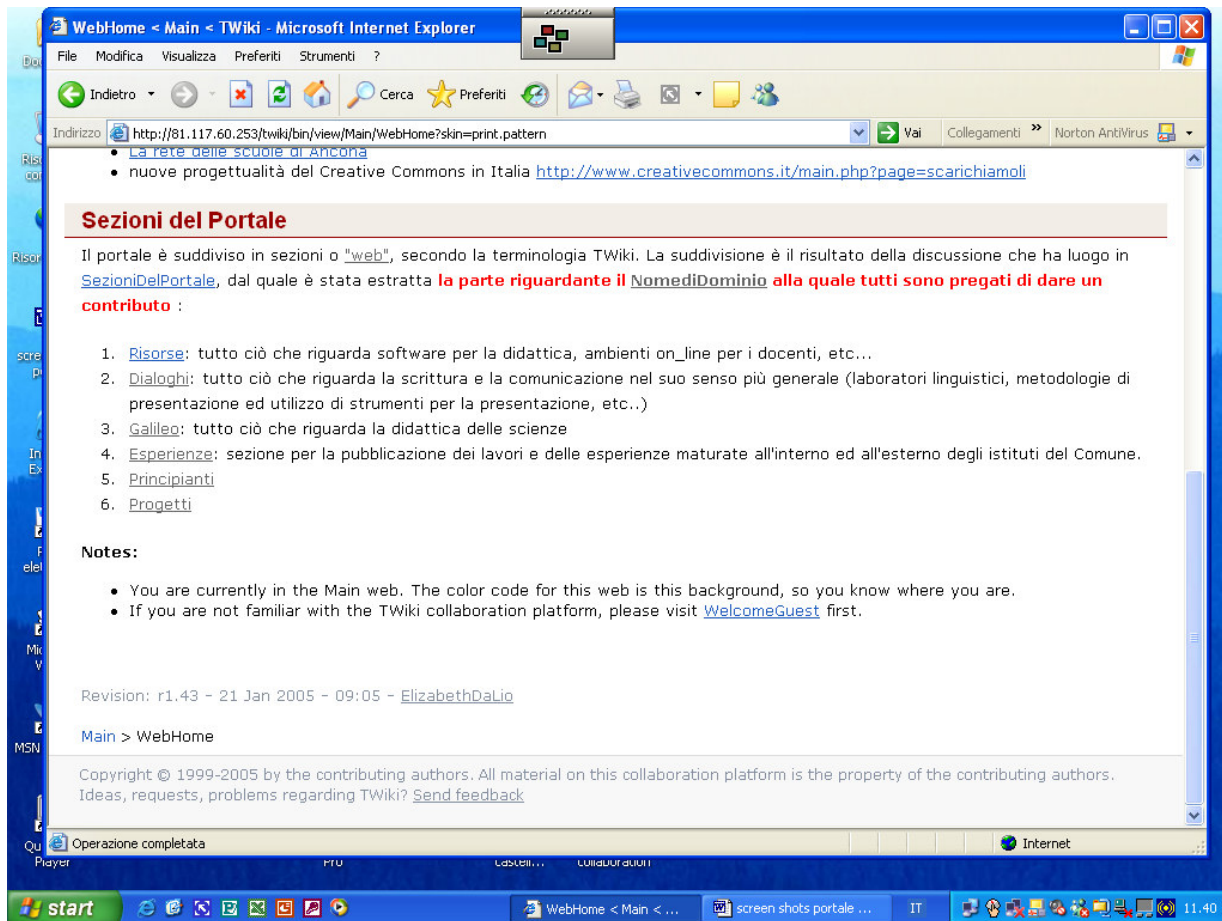 WebHome < Main < TWiki - Microsoft Internet Explorer
File Modifica Visualizza Preferiti Strumenti ?
Indietro Cerca Preferiti
Indirizzo http://81.117.60.253/twiki/bin/view/Main/WebHome?skin=print.pattern Vai Collegamenti » Norton AntiVirus
La rete delle scuole di Ancona
• nuove progettualità del Creative Commons in Italia http://www.creativecommons.it/main.php?page=scarichiamoli
Sezioni del Portale
Il portale è suddiviso in sezioni o "web", secondo la terminologia TWiki. La suddivisione è il risultato della discussione che ha luogo in
SezioniDelPortale, dal quale è stata estratta la parte riguardante il NomediDominio alla quale tutti sono pregati di dare un
contributo :
1. Risorse: tutto ciò che riguarda software per la didattica, ambienti on_line per i docenti, etc...
2. Dialoghi: tutto ciò che riguarda la scrittura e la comunicazione nel suo senso più generale (laboratori linguistici, metodologie di
presentazione ed utilizzo di strumenti per la presentazione, etc..)
3. Galileo: tutto ciò che riguarda la didattica delle scienze
4. Esperienze: sezione per la pubblicazione dei lavori e delle esperienze maturate all'interno ed all'esterno degli istituti del Comune.
5. Principianti
6. Progetti
Notes:
• You are currently in the Main web. The color code for this web is this background, so you know where you are.
• If you are not familiar with the TWiki collaboration platform, please visit WelcomeGuest first.
Revision: r1.43 - 21 Jan 2005 - 09:05 - ElizabethDaLio
Main > WebHome
Copyright © 1999-2005 by the contributing authors. All material on this collaboration platform is the property of the contributing authors.
Ideas, requests, problems regarding TWiki? Send feedback
Operazione completata Internet
Player Pro Castell... Collaboration
start WebHome < Main < ... screen shots portale ... IT 11.40